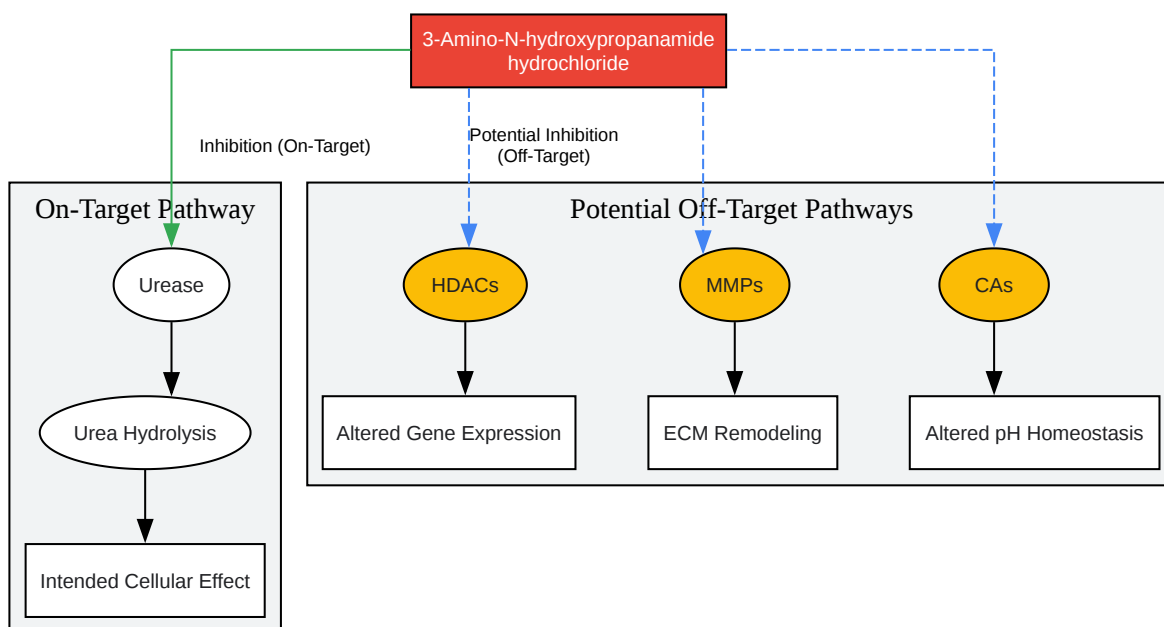 3-Amino-N-hydroxypropanamide
hydrochloride
Inhibition (On-Target)
Potential Inhibition
(Off-Target)
On-Target Pathway
Potential Off-Target Pathways
Urease
HDACs
MMPs
CAs
Urea Hydrolysis
Altered Gene Expression
ECM Remodeling
Altered pH Homeostasis
Intended Cellular Effect